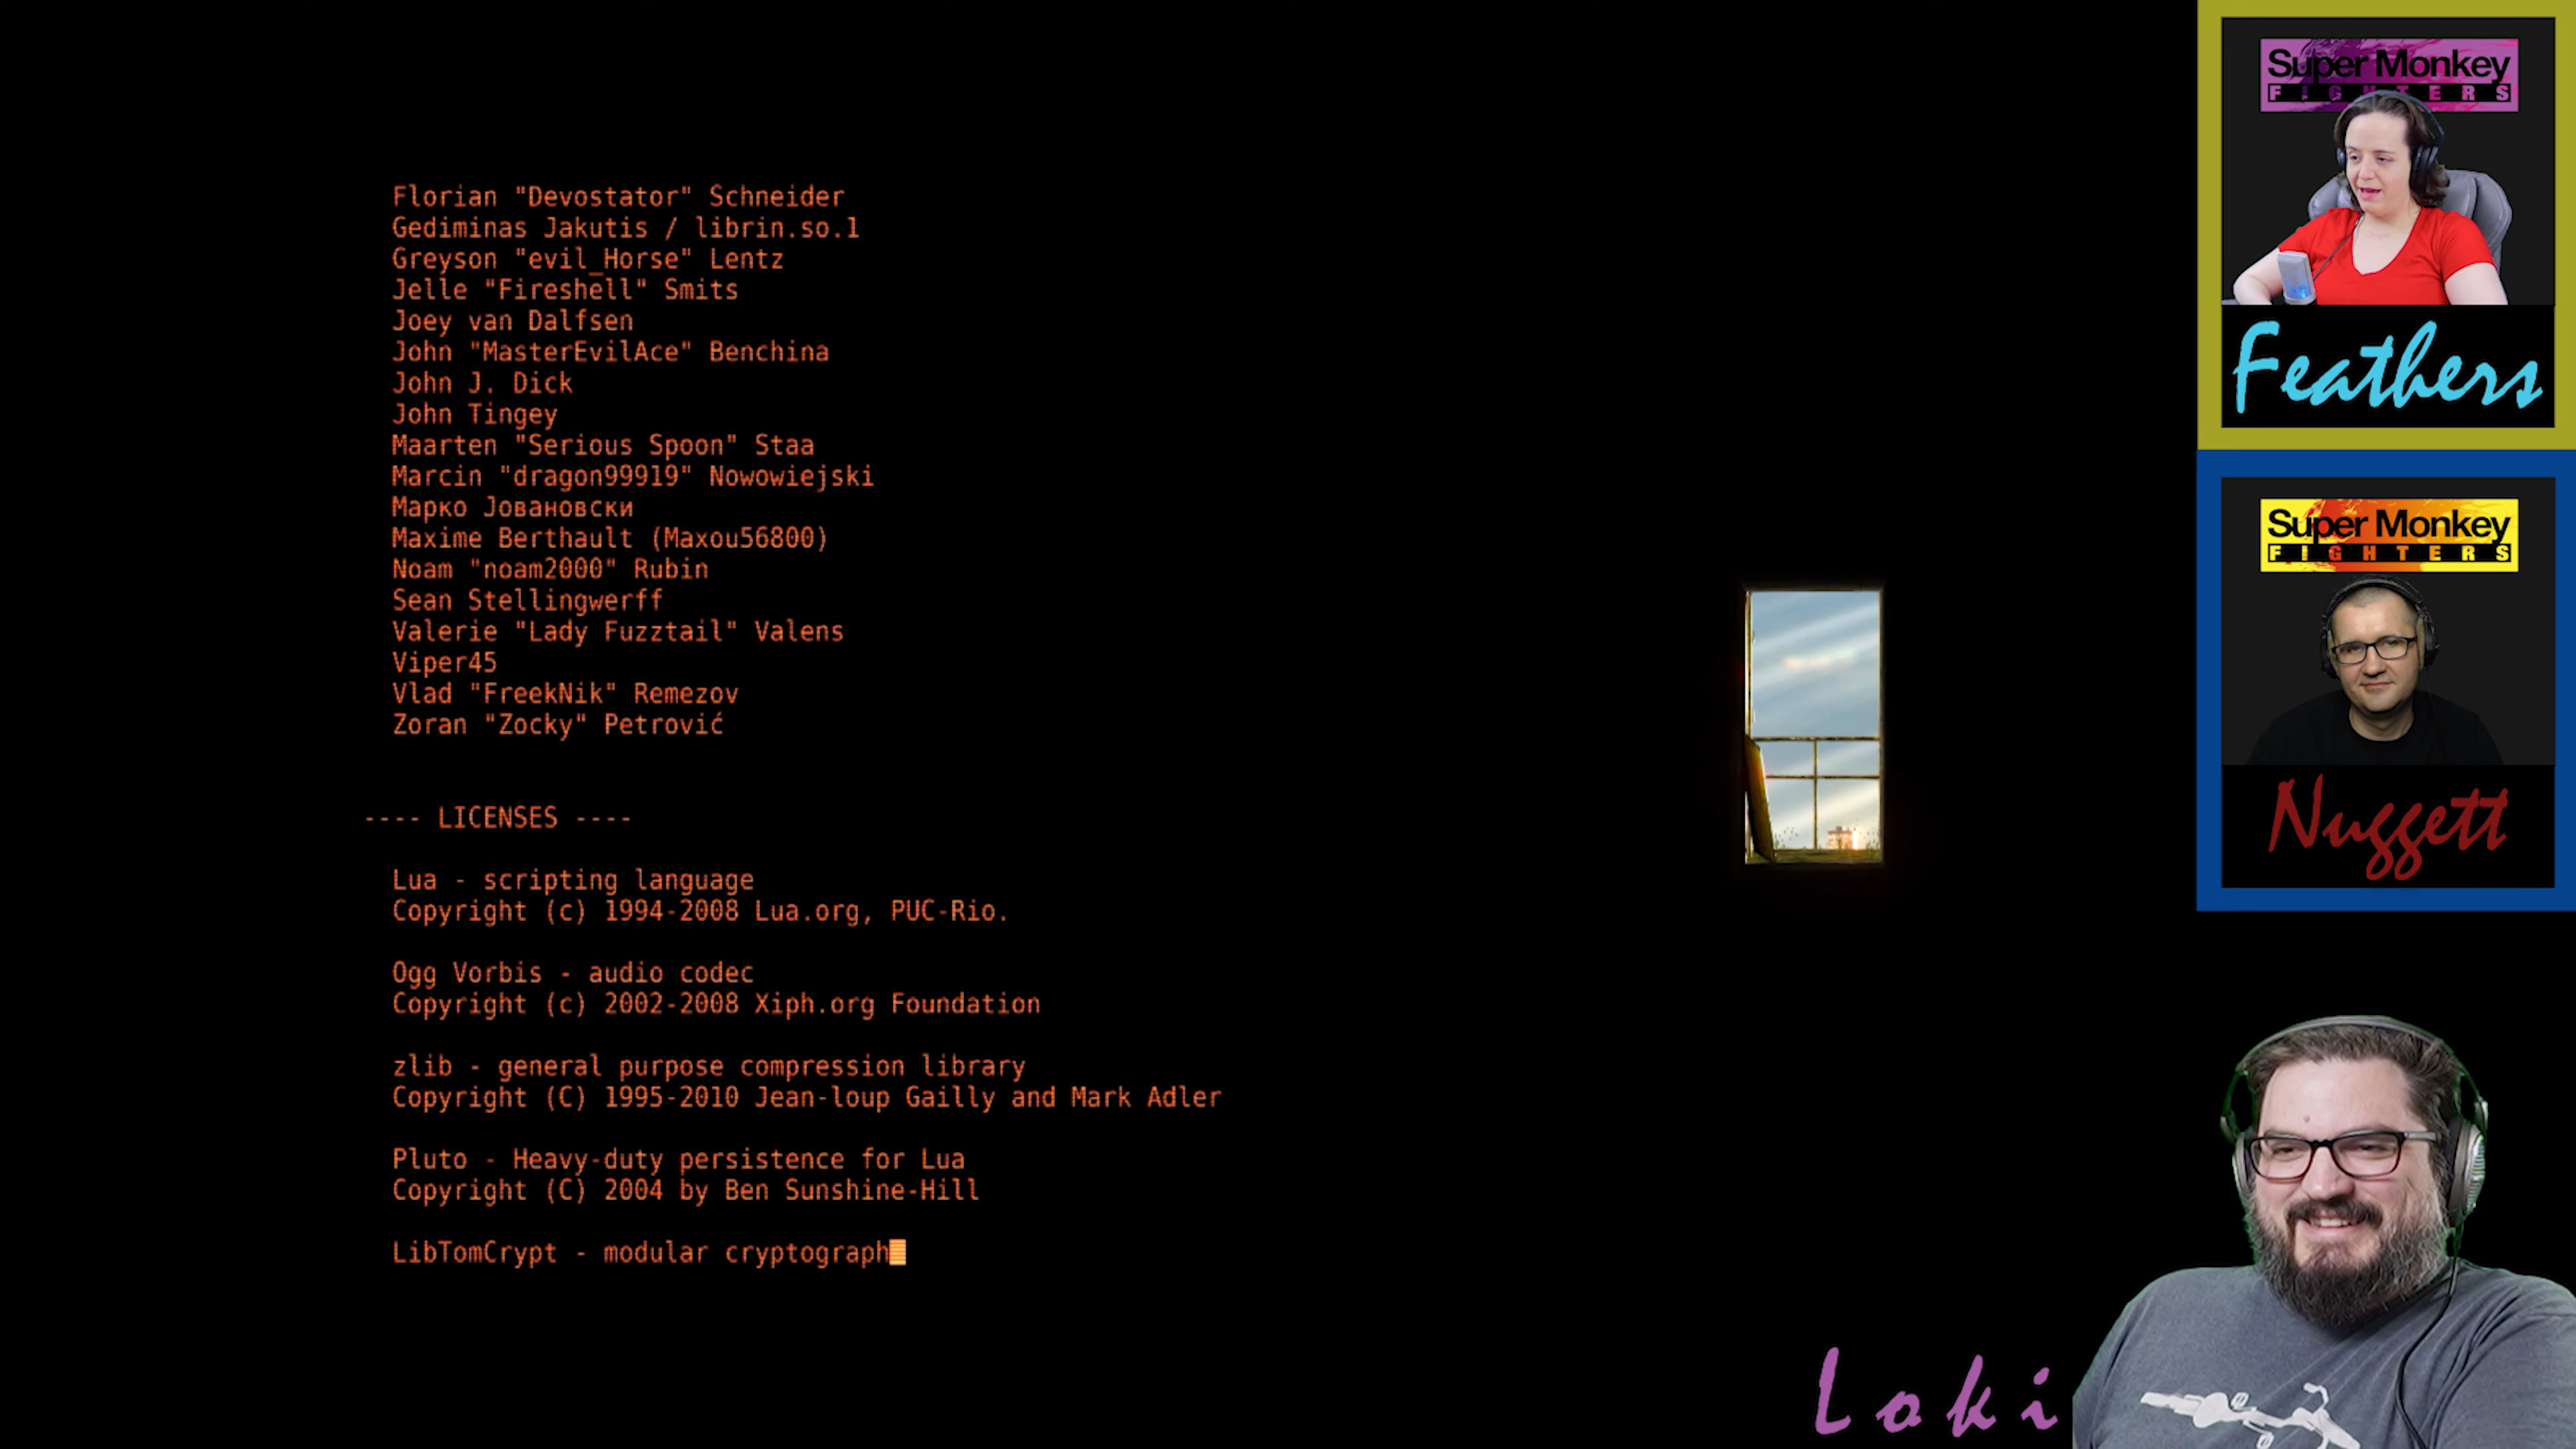 Florian "Devostator" Schneider
Gediminas Jakutis / librin.so.1
Greyson "evil_Horse" Lentz
Jelle "Fireshell" Smits
Joey van Dalfsen
John "MasterEvilAce" Benchina
John J. Dick
John Tingey
Maarten "Serious Spoon" Staa
Marcin "dragon99919" Nowowiejski
Марко Јовановски
Maxime Berthault (Maxou56800)
Noam "noam2000" Rubin
Sean Stellingwerff
Valerie "Lady Fuzztail" Valens
Viper45
Vlad "FreekNik" Remezov
Zoran "Zocky" Petrović
---- LICENSES ----
Lua - scripting language
Copyright (c) 1994-2008 Lua.org, PUC-Rio.
Ogg Vorbis - audio codec
Copyright (c) 2002-2008 Xiph.org Foundation
zlib - general purpose compression library
Copyright (C) 1995-2010 Jean-loup Gailly and Mark Adler
Pluto - Heavy-duty persistence for Lua
Copyright (C) 2004 by Ben Sunshine-Hill
LibTomCrypt - modular cryptograph
Super Monkey
FIGHTERS
Feathers
Super Monkey
FIGHTERS
Nuggett
Loki